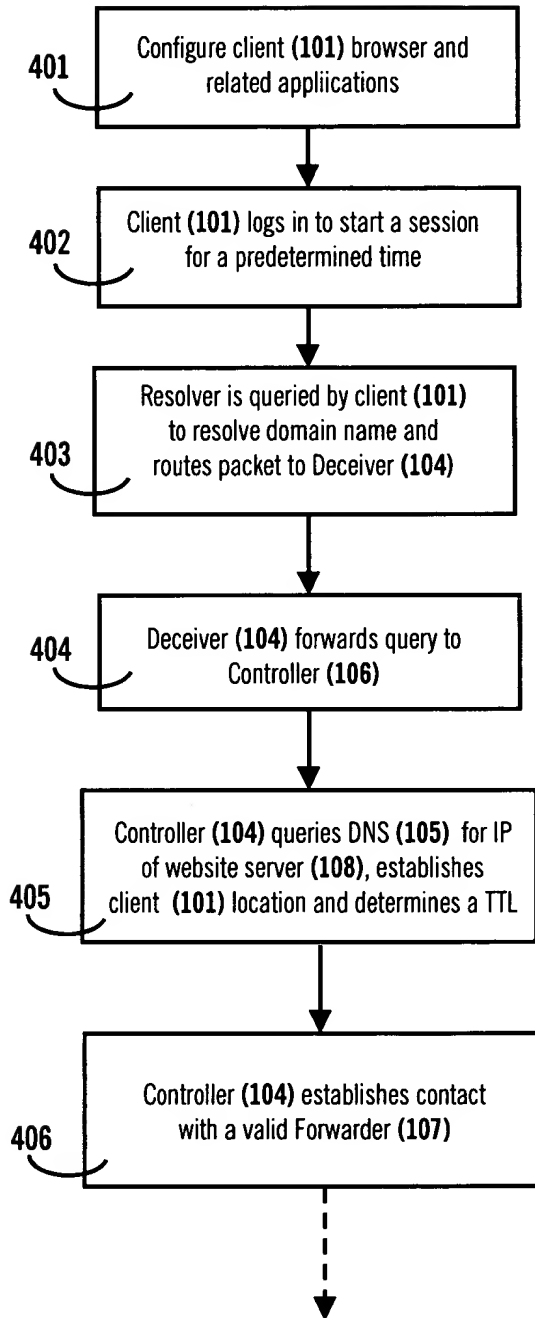 401
Configure client (101) browser and
related appliications
402
Client (101) logs in to start a session
for a predetermined time
403
Resolver is queried by client (101)
to resolve domain name and
routes packet to Deceiver (104)
404
Deceiver (104) forwards query to
Controller (106)
405
Controller (104) queries DNS (105) for IP
of website server (108), establishes
client (101) location and determines a TTL
406
Controller (104) establishes contact
with a valid Forwarder (107)